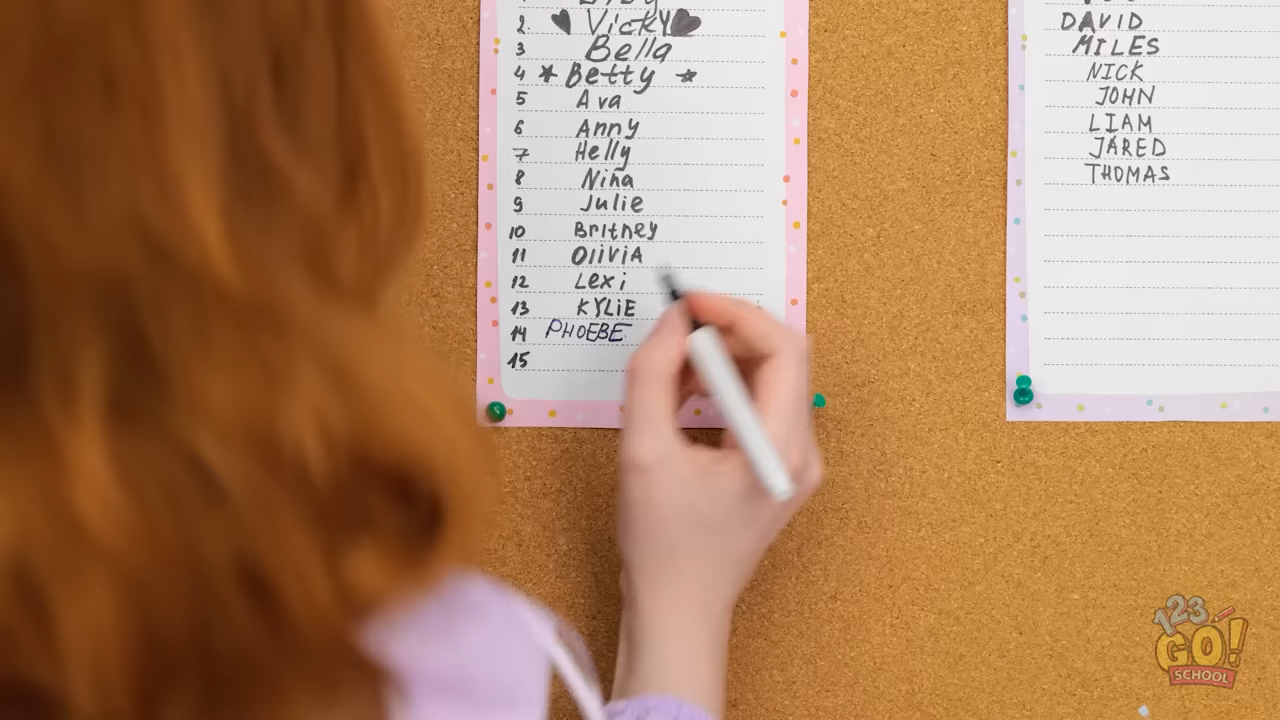 2. Vicky
3 Bella
4 * Betty *
5 Ava
6 Anny
7 Helly
8 Nina
9 Julie
10 Britney
11 OliViA
12 Lexi
13 KYLiE
14 PHOEBE
15
DAVID
MILES
NICK
JOHN
LIAM
JARED
THOMAS
123
GO!
SCHOOL